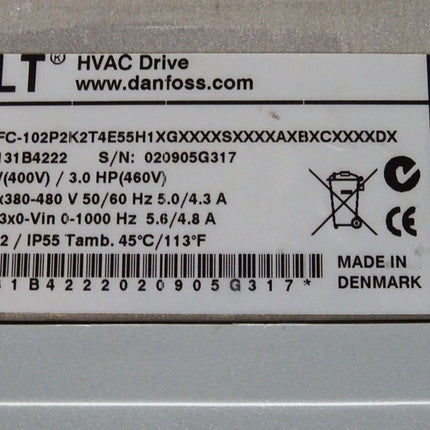 LT® HVAC Drive
www.danfoss.com
FC-102P2K2T4E55H1XGXXXXSXXXXAXBXCXXXXDX
131B4222 S/N: 020905G317
(400V) / 3.0 HP(460V)
x380-480 V 50/60 Hz 5.0/4.3 A
3x0-Vin 0-1000 Hz 5.6/4.8 A
2 / IP55 Tamb. 45°C/113°F
1B4222020905G317*
MADE IN
DENMARK
CE